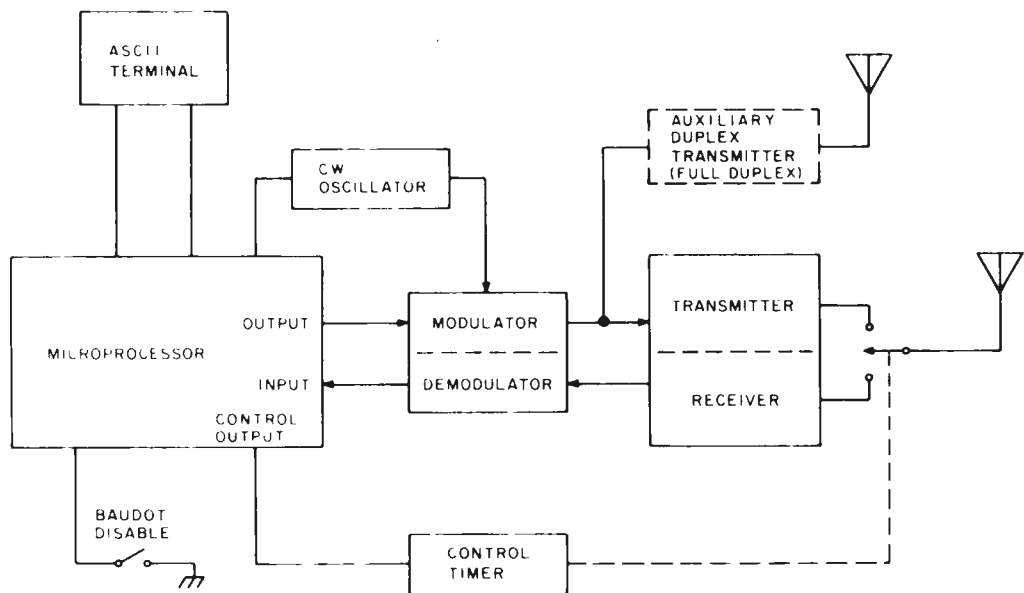 ASCII
TERMINAL
AUXILIARY
DUPLEX
TRANSMITTER
(FULL DUPLEX)
CW
OSCILLATOR
OUTPUT
MODULATOR
TRANSMITTER
MICROPROCESSOR
INPUT
DEMODULATOR
RECEIVER
CONTROL
OUTPUT
BAUDOT
DISABLE
CONTROL
TIMER